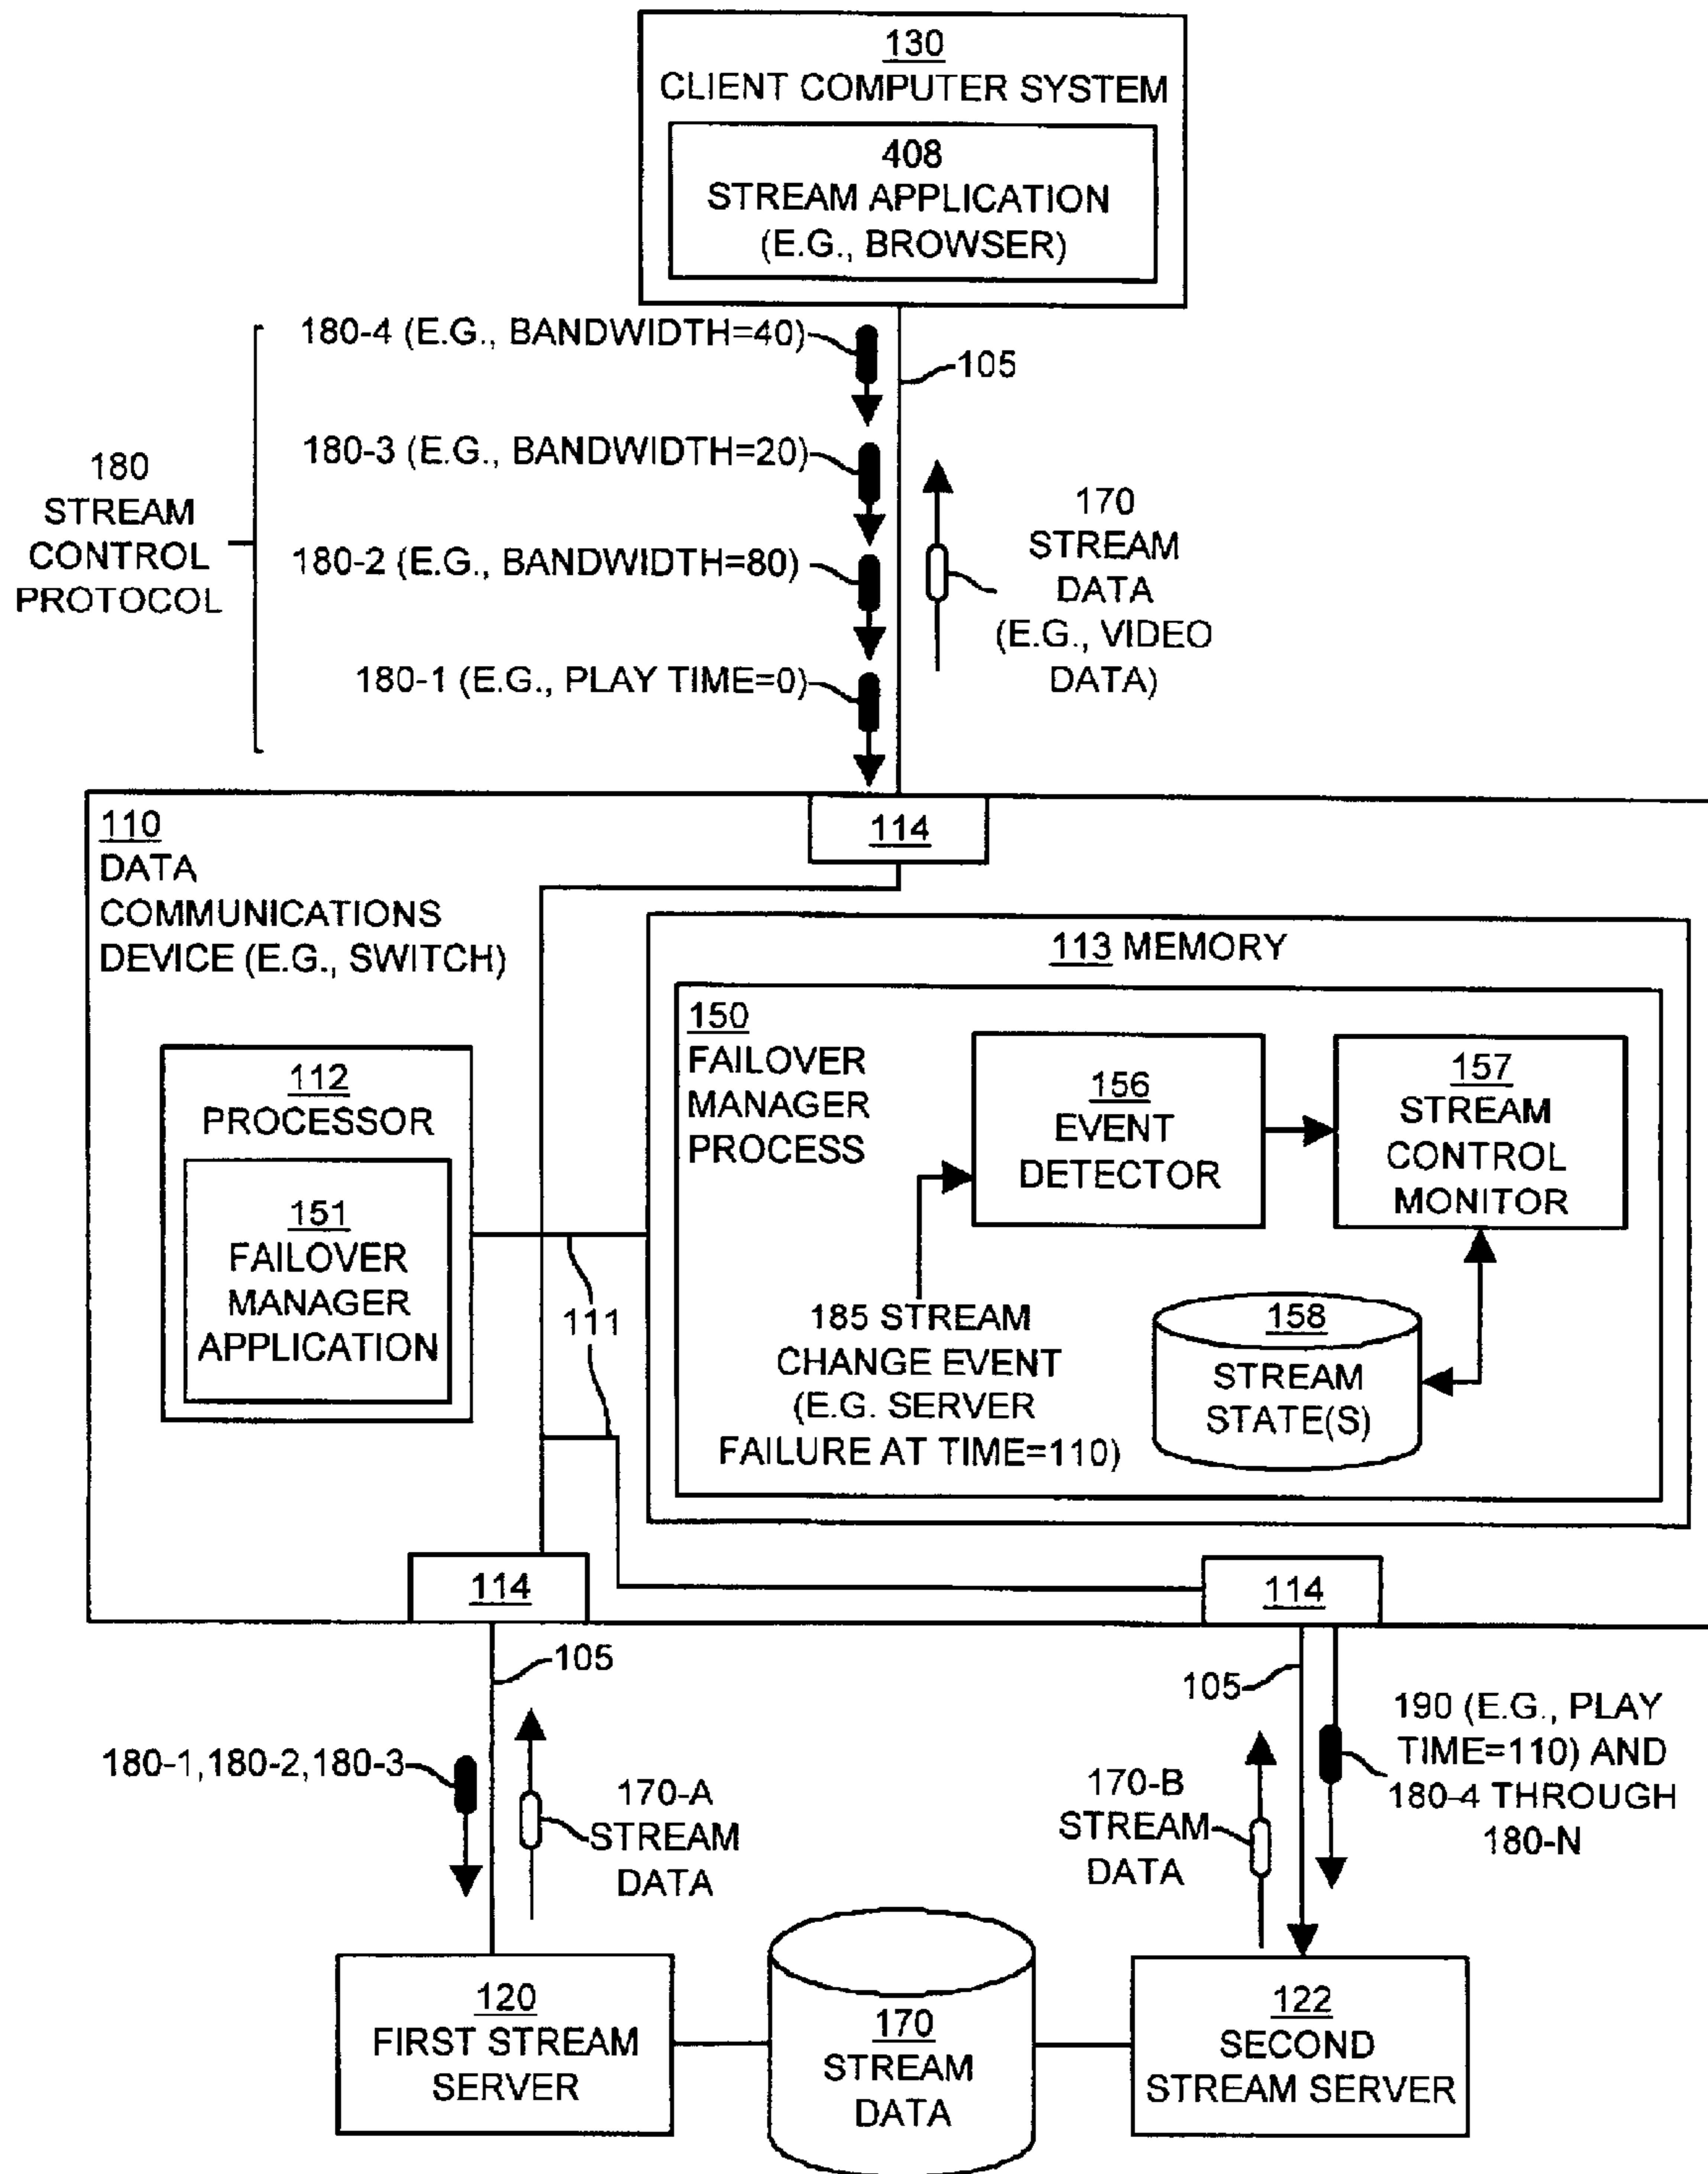 130
CLIENT COMPUTER SYSTEM
408
STREAM APPLICATION
(E.G., BROWSER)
180-4 (E.G., BANDWIDTH=40)
105
180-3 (E.G., BANDWIDTH=20)
180
STREAM
CONTROL
PROTOCOL
170
STREAM
DATA
(E.G., VIDEO
DATA)
180-2 (E.G., BANDWIDTH=80)
180-1 (E.G., PLAY TIME=0)
110
DATA
COMMUNICATIONS
DEVICE (E.G., SWITCH)
114
113 MEMORY
150
FAILOVER
MANAGER
PROCESS
156
EVENT
DETECTOR
157
STREAM
CONTROL
MONITOR
112
PROCESSOR
151
FAILOVER
MANAGER
APPLICATION
111
185 STREAM
CHANGE EVENT
(E.G. SERVER
FAILURE AT TIME=110)
158
STREAM
STATE(S)
114
114
105
105
180-1,180-2,180-3
170-A
STREAM
DATA
170-B
STREAM
DATA
190 (E.G., PLAY
TIME=110) AND
180-4 THROUGH
180-N
120
FIRST STREAM
SERVER
170
STREAM
DATA
122
SECOND
STREAM SERVER